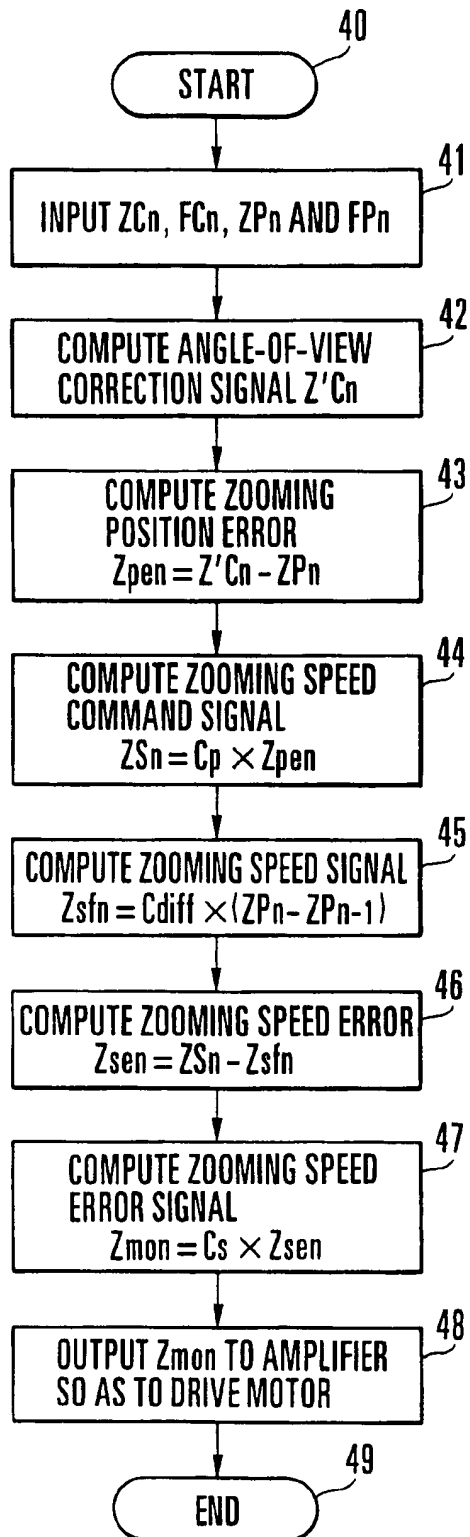 40
START
41
INPUT ZCn, FCn, ZPn AND FPn
42
COMPUTE ANGLE-OF-VIEW
CORRECTION SIGNAL Z'Cn
43
COMPUTE ZOOMING
POSITION ERROR
Zpen = Z'Cn - ZPn
44
COMPUTE ZOOMING SPEED
COMMAND SIGNAL
ZSn = Cp × Zpen
45
COMPUTE ZOOMING SPEED SIGNAL
Zsfn = Cdiff × (ZPn - ZPn-1)
46
COMPUTE ZOOMING SPEED ERROR
Zsen = ZSn - Zsfn
47
COMPUTE ZOOMING SPEED
ERROR SIGNAL
Zmon = Cs × Zsen
48
OUTPUT Zmon TO AMPLIFIER
SO AS TO DRIVE MOTOR
49
END